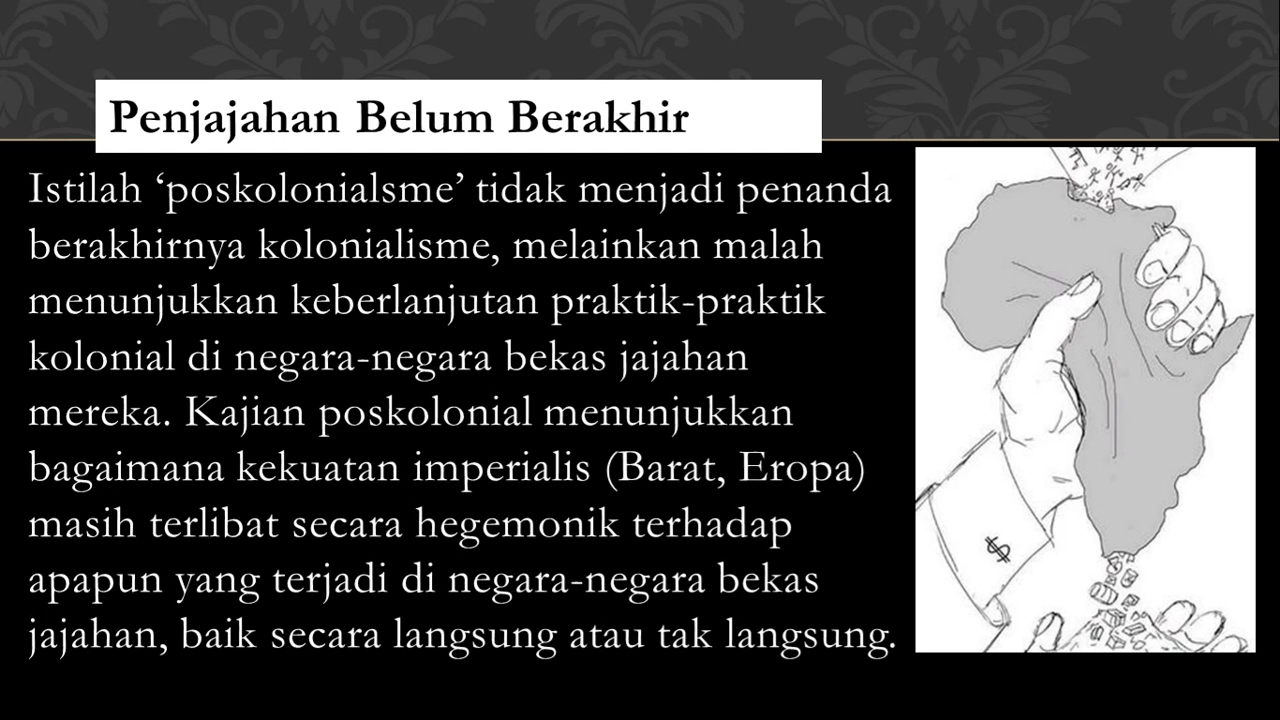 Penjajahan Belum Berakhir
Istilah ‘poskolonialsme’ tidak menjadi penanda
berakhirnya kolonialisme, melainkan malah
menunjukkan keberlanjutan praktik-praktik
kolonial di negara-negara bekas jajahan
mereka. Kajian poskolonial menunjukkan
bagaimana kekuatan imperialis (Barat, Eropa)
masih terlibat secara hegemonik terhadap
apapun yang terjadi di negara-negara bekas
jajahan, baik secara langsung atau tak langsung.
$